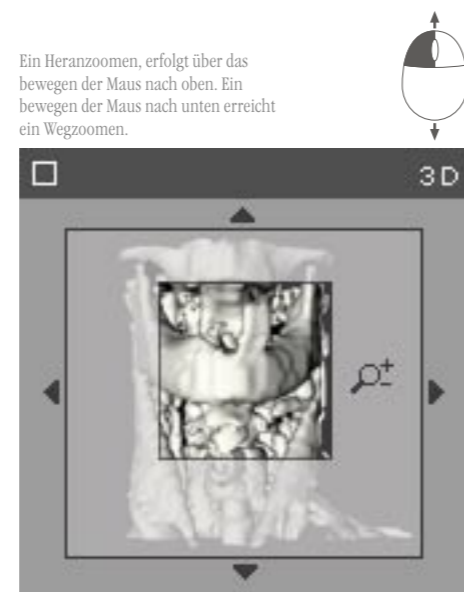 Ein Heranzoomen, erfolgt über das
bewegen der Maus nach oben. Ein
bewegen der Maus nach unten erreicht
ein Wegzoomen.
3D